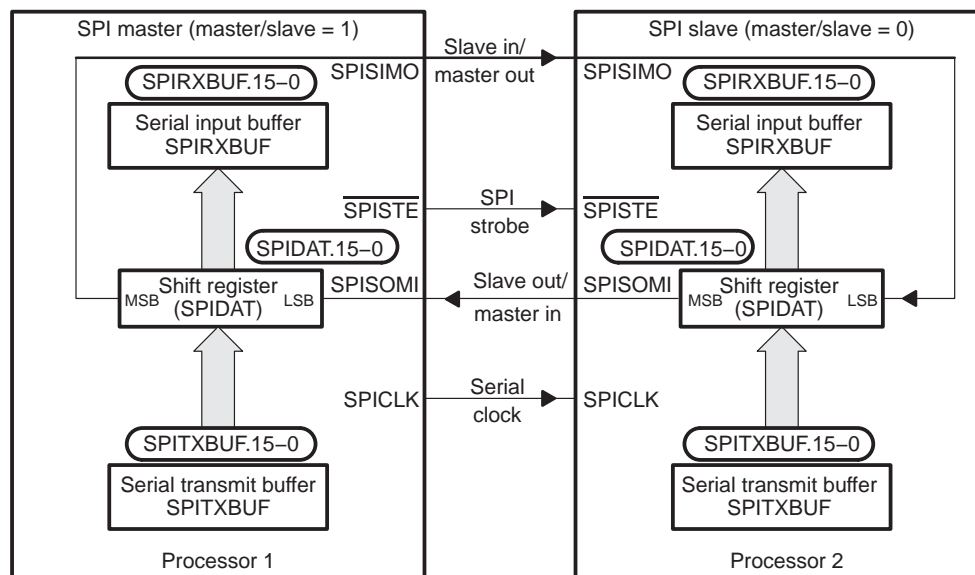 SPI master (master/slave = 1)
SPIRXBUF.15–0
Serial input buffer
SPIRXBUF
SPIDAT.15–0
MSB
Shift register
(SPIDAT)
LSB
SPITXBUF.15–0
Serial transmit buffer
SPITXBUF
Processor 1
SPISIMO
SPISTE
SPISOMI
SPICLK
Slave in/
master out
SPI
strobe
Slave out/
master in
Serial
clock
SPI slave (master/slave = 0)
SPISIMO
SPISTE
SPISOMI
SPICLK
SPIRXBUF.15–0
Serial input buffer
SPIRXBUF
SPIDAT.15–0
MSB
Shift register
(SPIDAT)
LSB
SPITXBUF.15–0
Serial transmit buffer
SPITXBUF
Processor 2